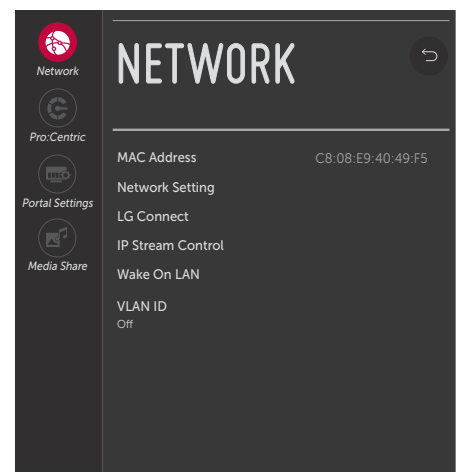 Network
Pro:Centric
Portal Settings
Media Share
NETWORK
MAC Address C8:08:E9:40:49:F5
Network Setting
LG Connect
IP Stream Control
Wake On LAN
VLAN ID
Off